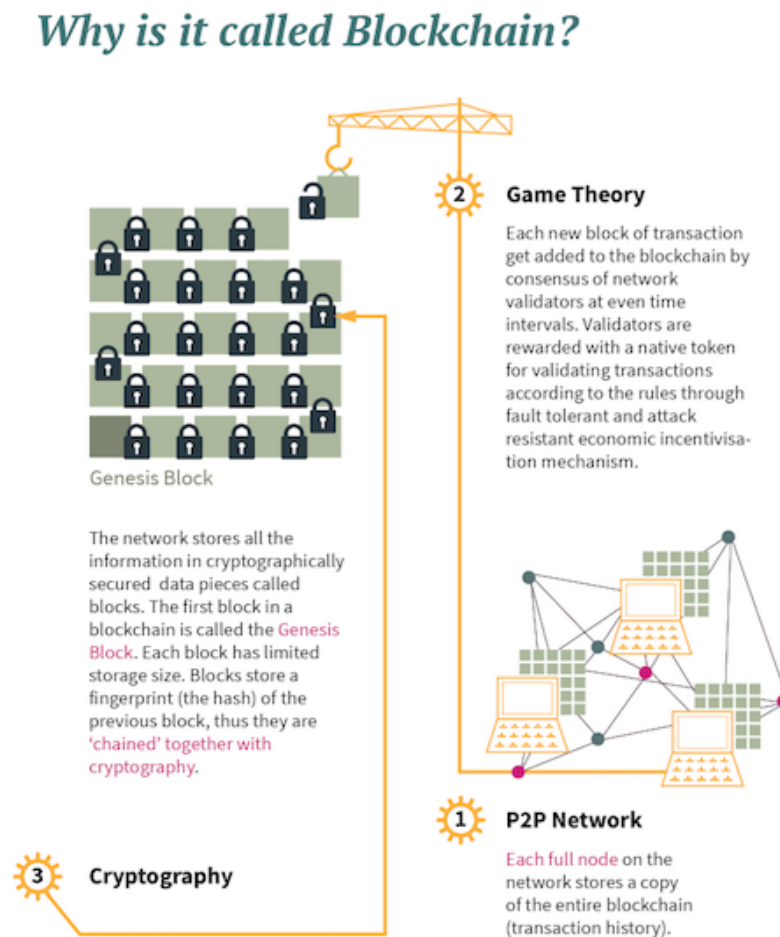 Why is it called Blockchain?
2
Game Theory
Each new block of transaction
get added to the blockchain by
consensus of network
validators at even time
intervals. Validators are
rewarded with a native token
for validating transactions
according to the rules through
fault tolerant and attack
resistant economic incentivisa-
tion mechanism.
Genesis Block
The network stores all the
information in cryptographically
secured data pieces called
blocks. The first block in a
blockchain is called the Genesis
Block. Each block has limited
storage size. Blocks store a
fingerprint (the hash) of the
previous block, thus they are
‘chained’ together with
cryptography.
1
P2P Network
Each full node on the
network stores a copy
of the entire blockchain
(transaction history).
3
Cryptography